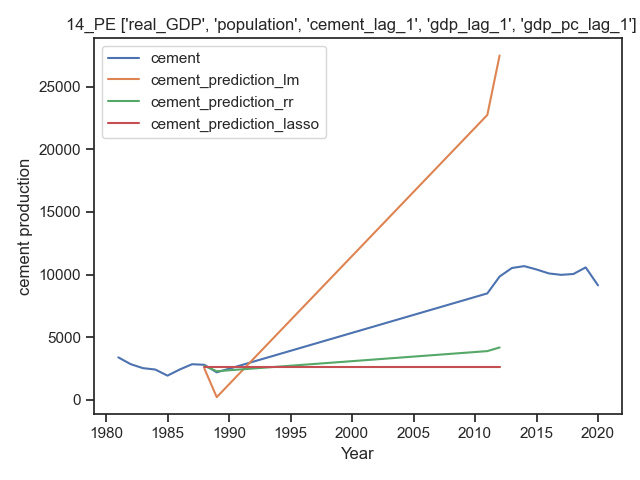 14_PE ['real_GDP', 'population', 'cement_lag_1', 'gdp_lag_1', 'gdp_pc_lag_1']
cement
cement_prediction_lm
cement_prediction_rr
cement_prediction_lasso
25000
20000
15000
10000
5000
0
cement production
1980 1985 1990 1995 2000 2005 2010 2015 2020
Year